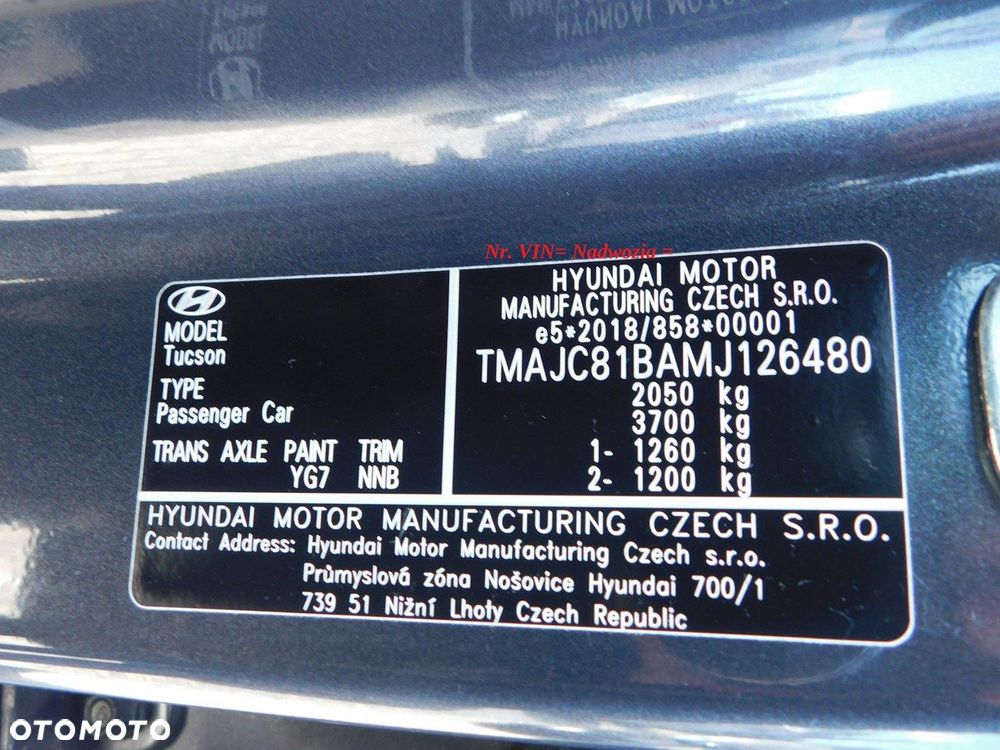 Nr. VIN= Nadwozia =
HYUNDAI MOTOR
MANUFACTURING CZECH S.R.O.
e5*2018/858*00001
TMAJC81BAMJ126480
2050 kg
3700 kg
1- 1260 kg
2- 1200 kg
MODEL
Tucson
TYPE
Passenger Car
TRANS AXLE PAINT TRIM
YG7 NNB
HYUNDAI MOTOR MANUFACTURING CZECH S.R.O.
Contact Address: Hyundai Motor Manufacturing Czech s.r.o.
Průmyslová zóna Nošovice Hyundai 700/1
739 51 Nižní Lhoty Czech Republic
OTOMOTO